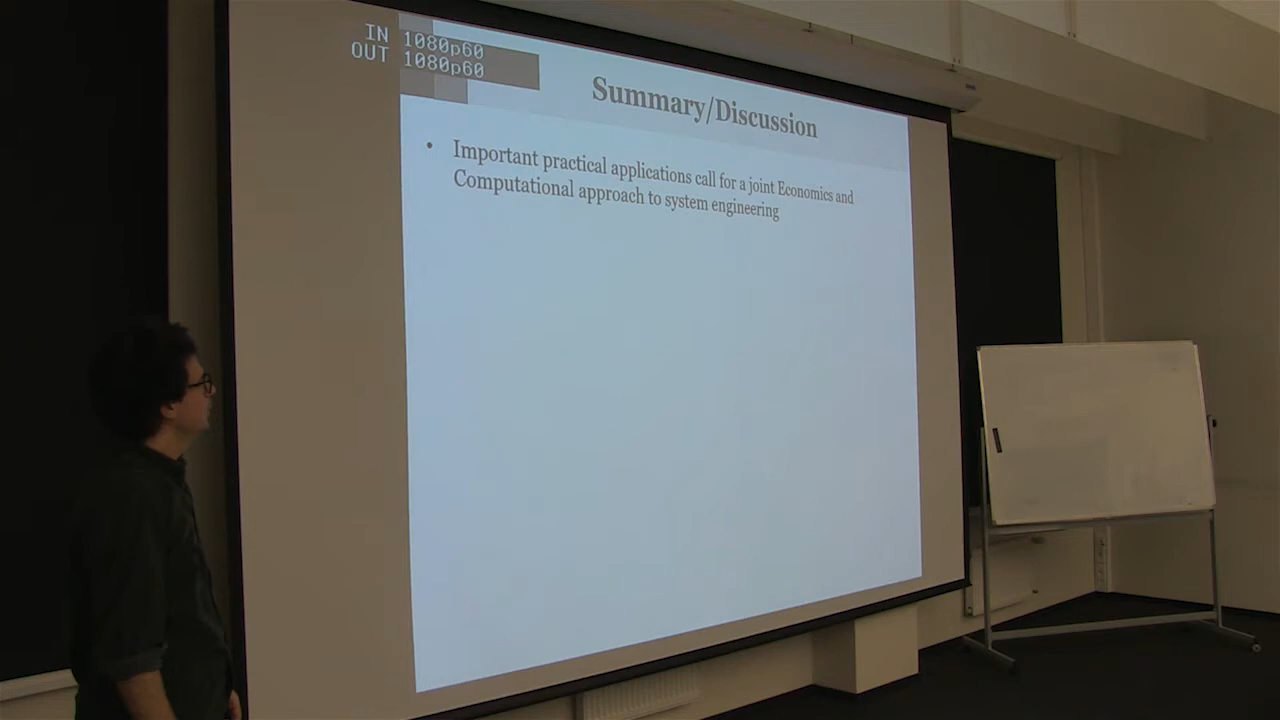 IN 1080p60
OUT 1080p60
Summary/Discussion
• Important practical applications call for a joint Economics and
Computational approach to system engineering